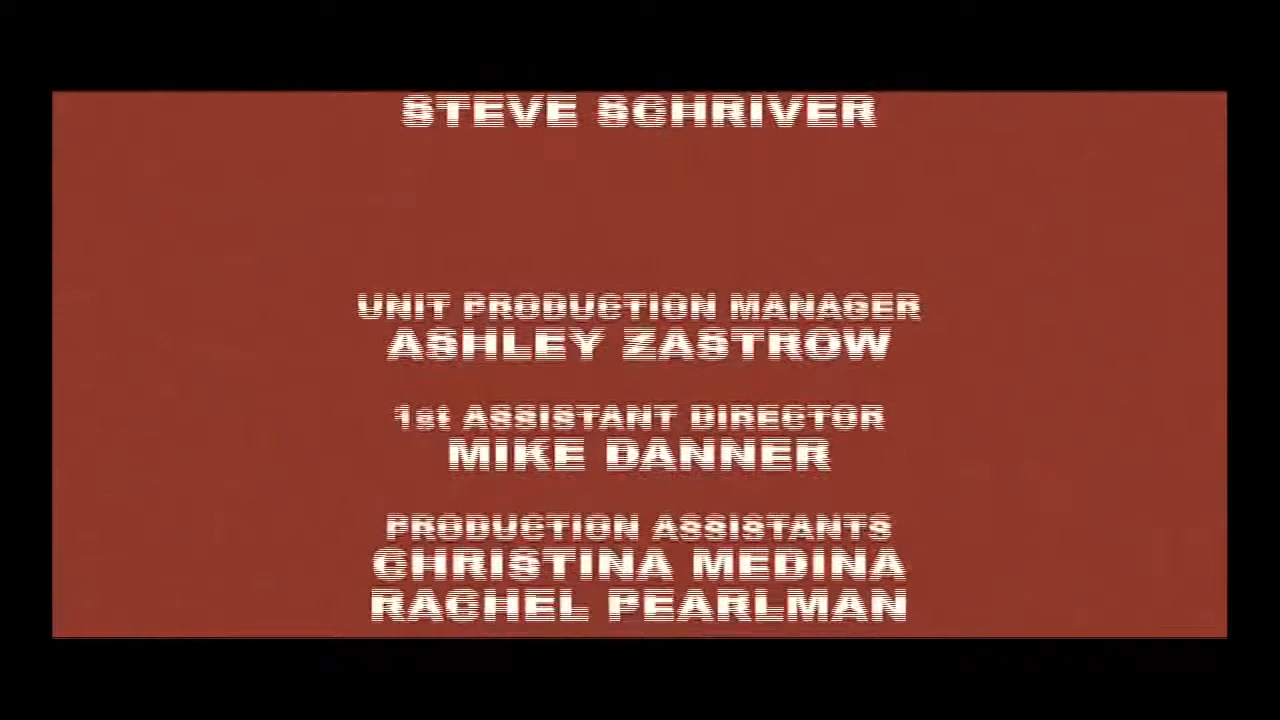 STEVE SCHRIVER
UNIT PRODUCTION MANAGER
ASHLEY ZASTROW
1st ASSISTANT DIRECTOR
MIKE DANNER
PRODUCTION ASSISTANTS
CHRISTINA MEDINA
RACHEL PEARLMAN